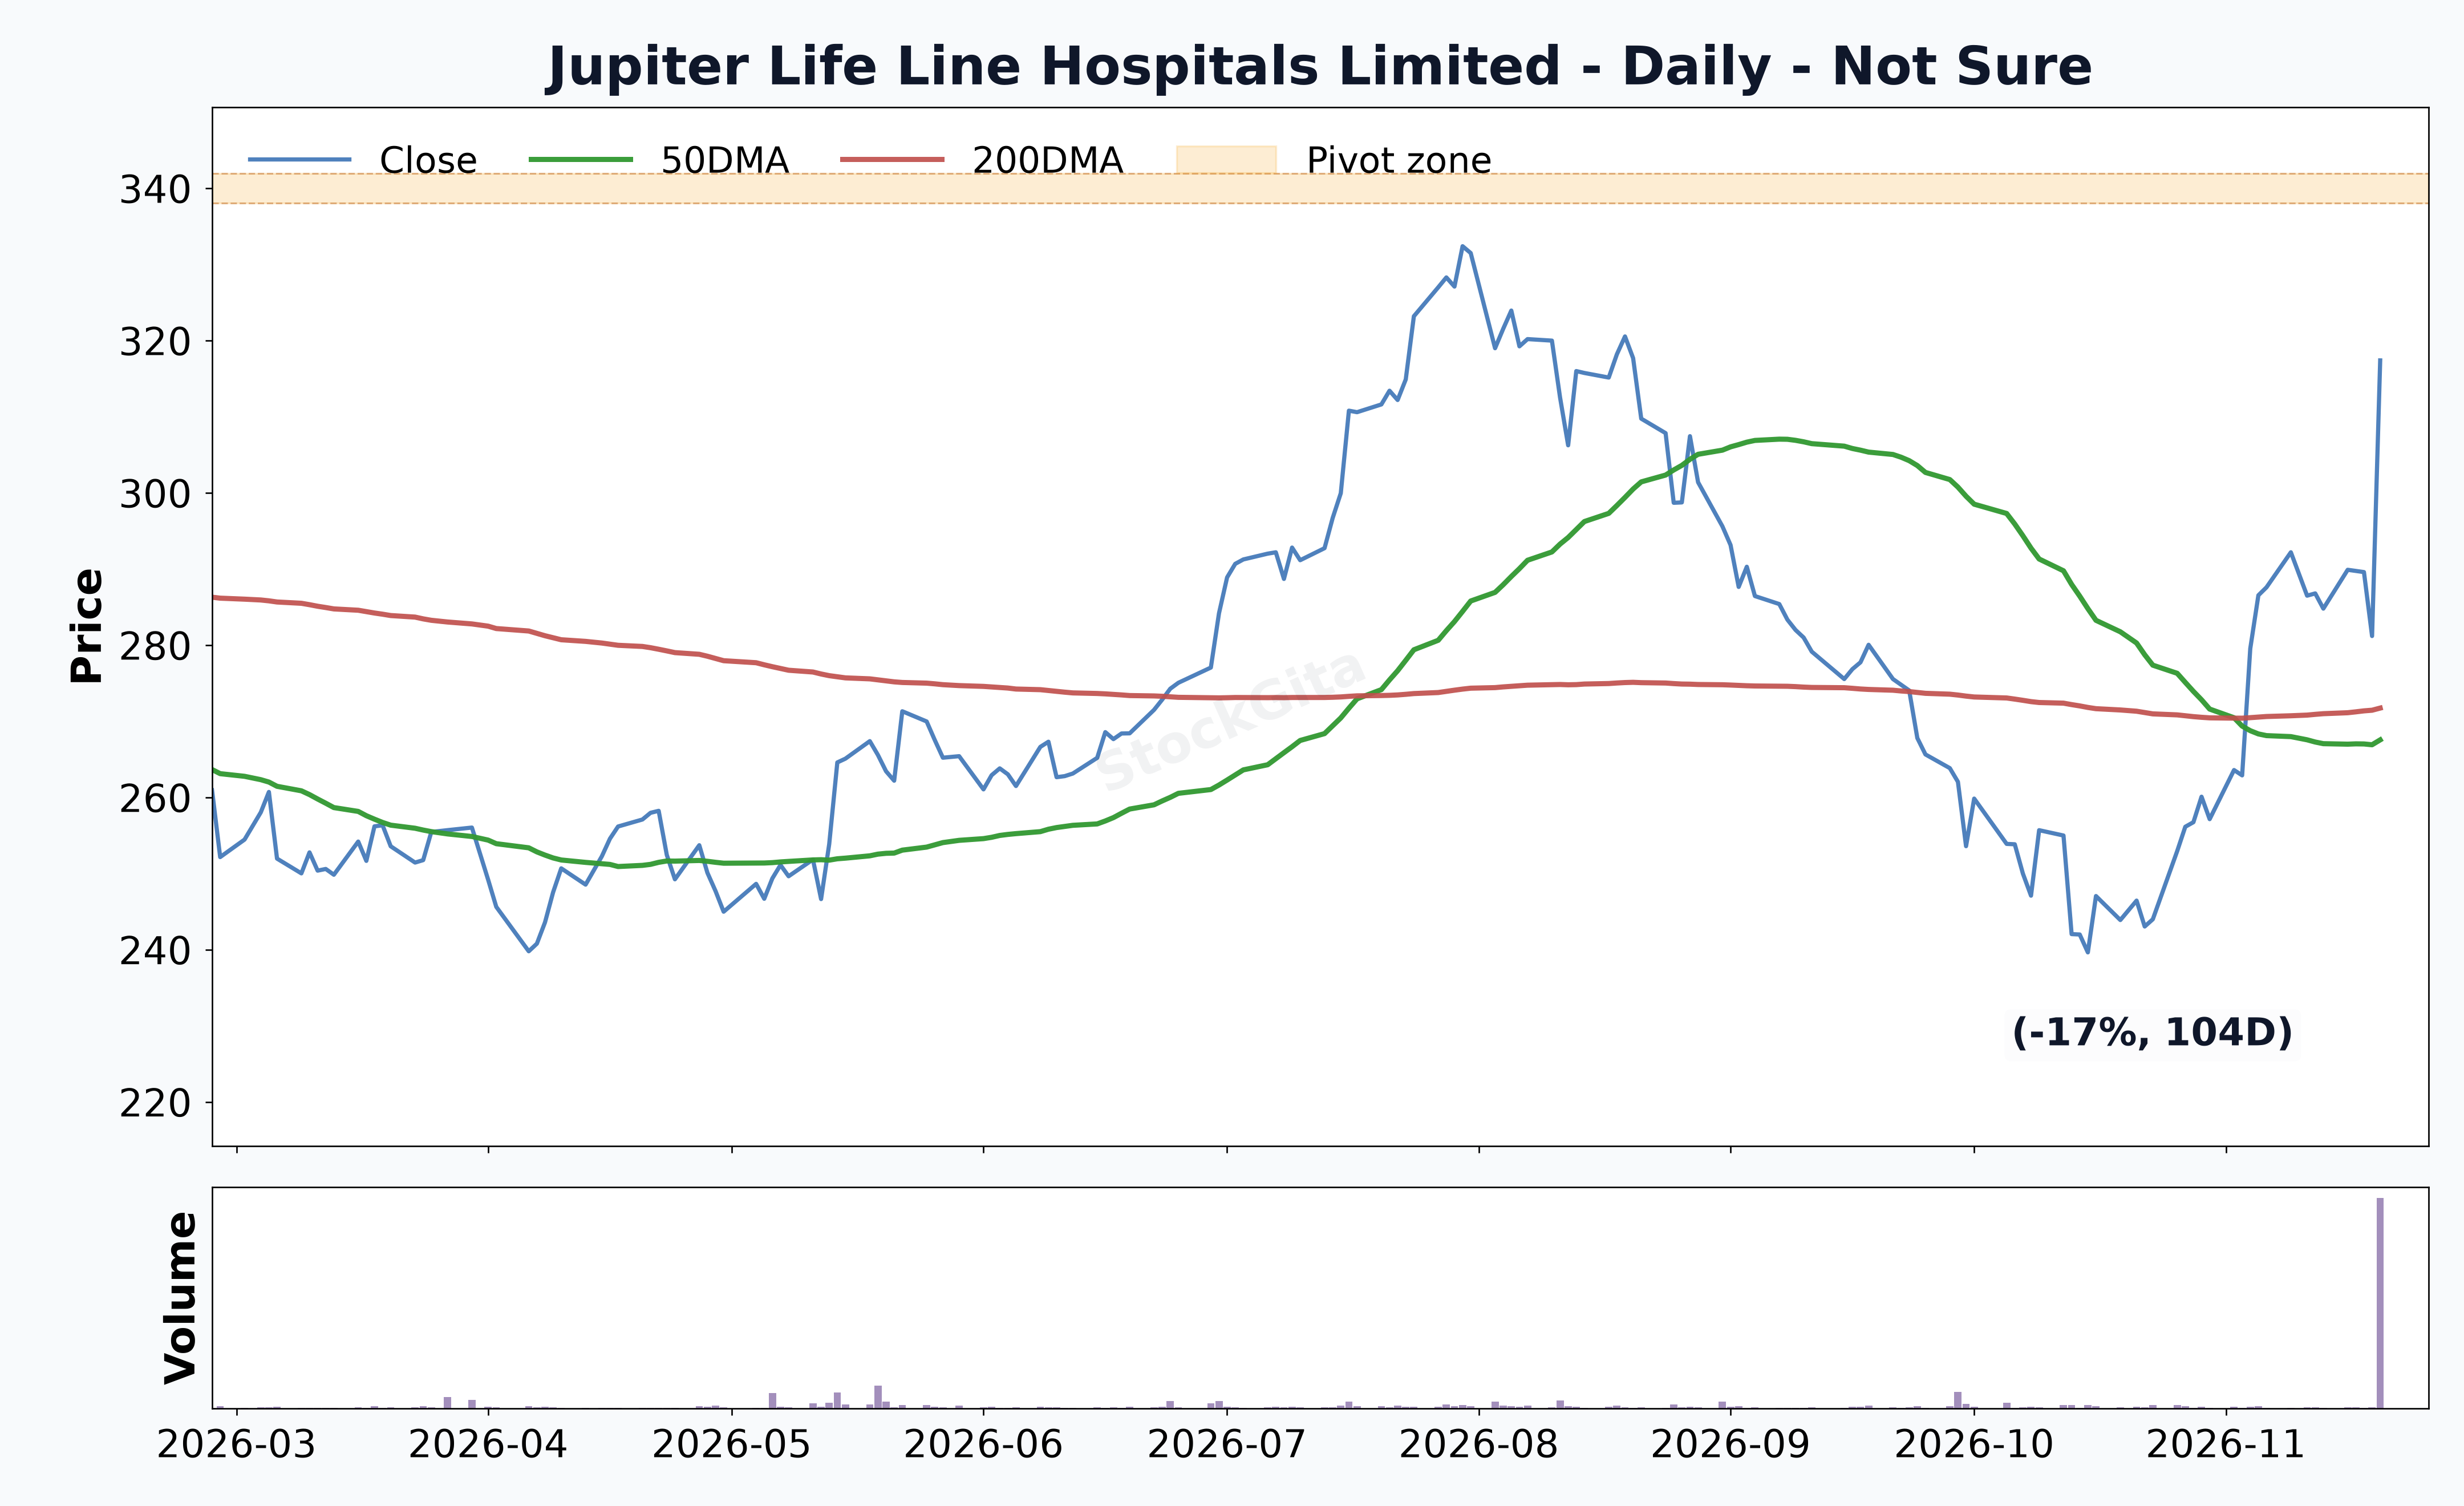 Jupiter Life Line Hospitals Limited - Daily - Not Sure
Close 50DMA 200DMA Pivot zone
340
320
300
280
260
240
220
Price
StockGita
(-17%, 104D)
Volume
2026-03 2026-04 2026-05 2026-06 2026-07 2026-08 2026-09 2026-10 2026-11